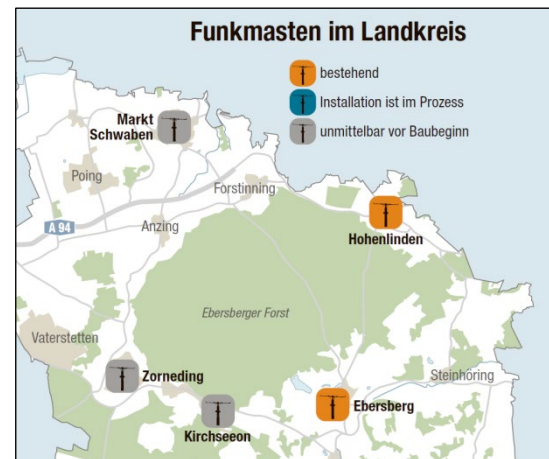 Funkmasten im Landkreis
bestehend
Installation ist im Prozess
unmittelbar vor Baubeginn
Markt
Schwaben
Poing
Forstinning
A 94
Anzing
Hohenlinden
Ebersberger Forst
Vaterstetten
Zorneding
Steinhöring
Ebersberg
Kirchseeon